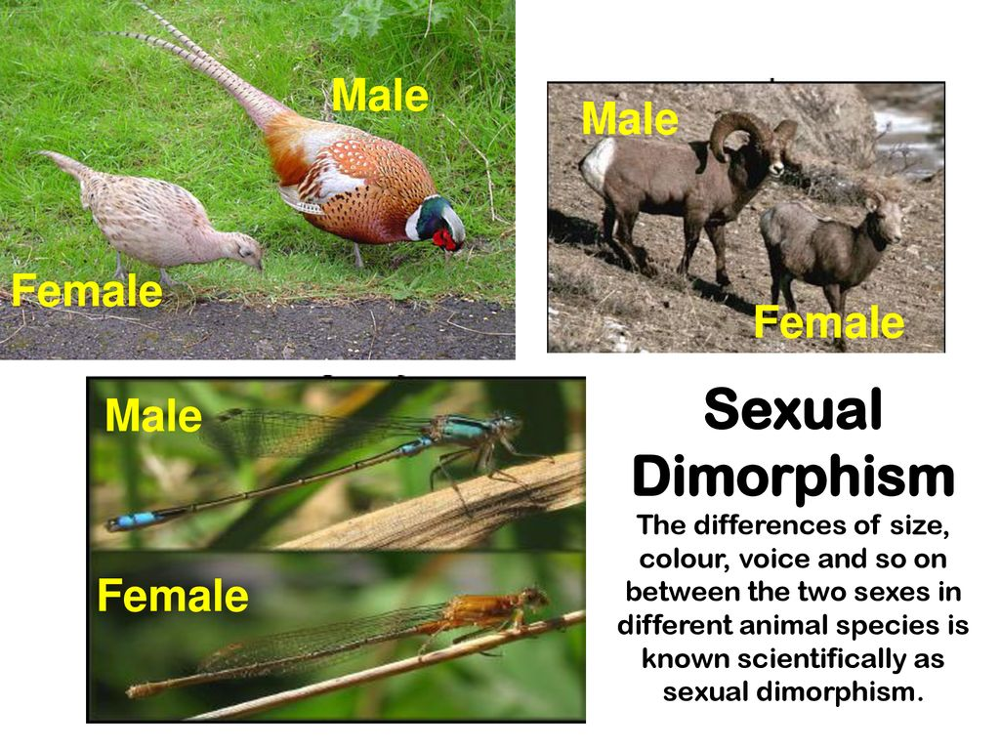 Male
Female
Male
Female
Male
Female
Sexual
Dimorphism
The differences of size,
colour, voice and so on
between the two sexes in
different animal species is
known scientifically as
sexual dimorphism.